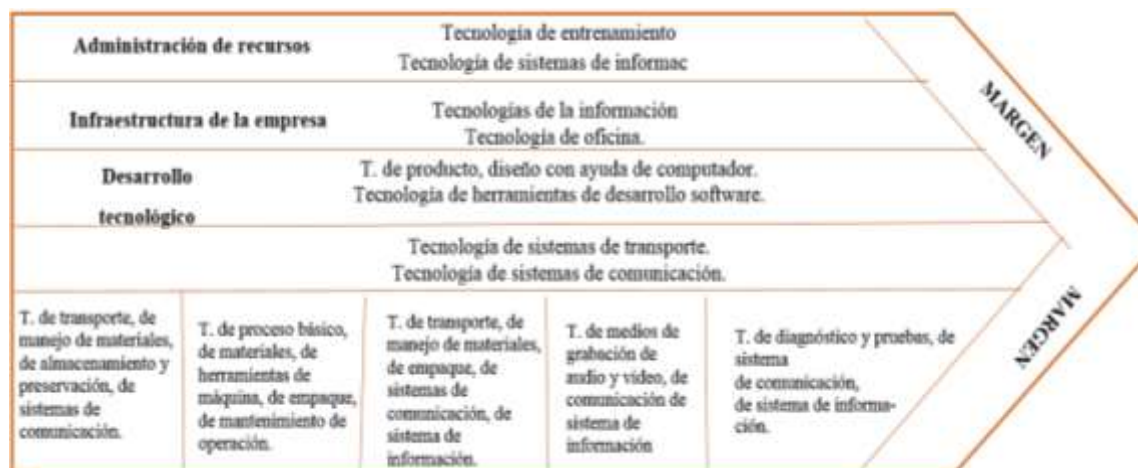 Administración de recursos
Tecnología de entrenamiento
Tecnología de sistemas de informac
Infraestructura de la empresa
Tecnologías de la información
Tecnología de oficina.
Desarrollo
tecnológico
T. de producto, diseño con ayuda de computador.
Tecnología de herramientas de desarrollo software.
Tecnología de sistemas de transporte.
Tecnología de sistemas de comunicación.
T. de transporte, de
manejo de materiales,
de almacenamiento y
preservación, de
sistemas de
comunicación.
T. de proceso básico,
de materiales, de
herramientas de
máquina, de empaque,
de mantenimiento de
operación.
T. de transporte, de
manejo de materiales,
de empaque, de
sistemas de
comunicación, de
sistema de
información.
T. de medios de
grabación de
audio y video, de
comunicación de
sistema de
información
T. de diagnóstico y pruebas, de
sistema
de comunicación,
de sistema de informa-
ción.
MARGEN
MARGEN